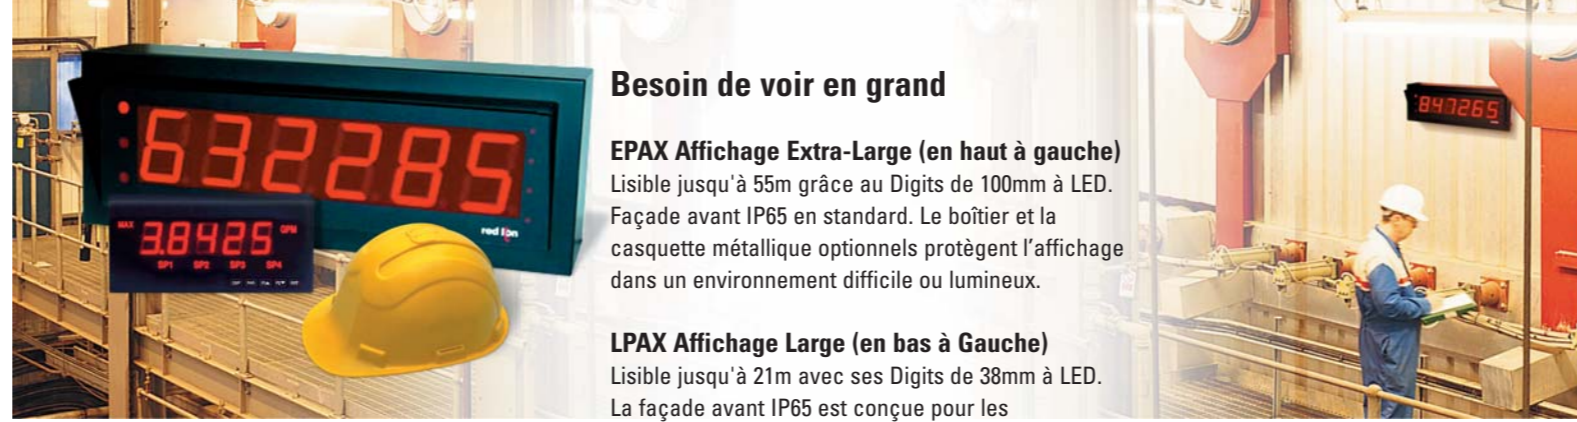 632285
red lion
MAX 3.8425 GPM
SP1 SP2 SP3 SP4
Besoin de voir en grand
EPAX Affichage Extra-Large (en haut à gauche)
Lisible jusqu'à 55m grâce au Digits de 100mm à LED.
Façade avant IP65 en standard. Le boîtier et la
casquette métallique optionnels protègent l’affichage
dans un environnement difficile ou lumineux.
LPAX Affichage Large (en bas à Gauche)
Lisible jusqu'à 21m avec ses Digits de 38mm à LED.
La façade avant IP65 est conçue pour les
847265